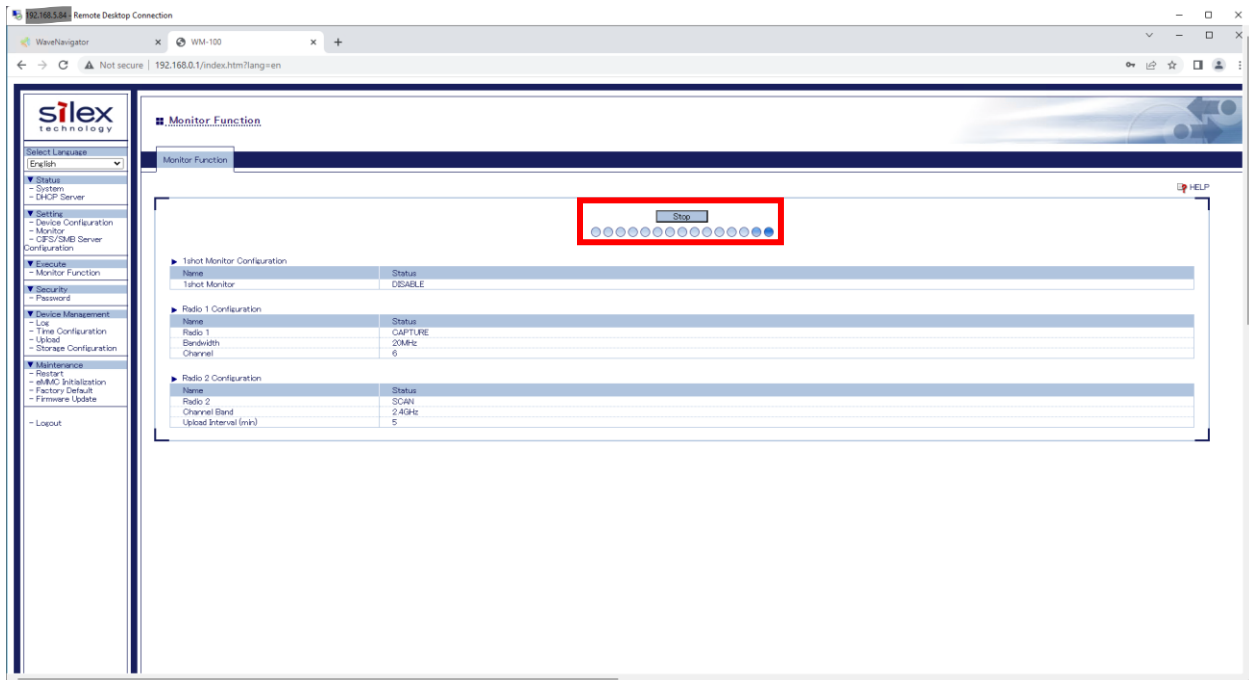 192.168.5.84 - Remote Desktop Connection
WaveNavigator
WM-100
Not secure | 192.168.0.1/index.htm?lang=en
silex
technology
Select Language
English
▼ Status
- System
- DHCP Server
▼ Setting
- Device Configuration
- Monitor
- CIFS/SMB Server
Configuration
▼ Execute
- Monitor Function
▼ Security
- Password
▼ Device Management
- Log
- Time Configuration
- Upload
- Storage Configuration
▼ Maintenance
- Restart
- eMMC Initialization
- Factory Default
- Firmware Update
- Logout
Monitor Function
Monitor Function
HELP
Stop
▶ 1shot Monitor Configuration
Name Status
1shot Monitor DISABLE
▶ Radio 1 Configuration
Name Status
Radio 1 CAPTURE
Bandwidth 20MHz
Channel 6
▶ Radio 2 Configuration
Name Status
Radio 2 SCAN
Channel Band 2.4GHz
Upload Interval (min) 5